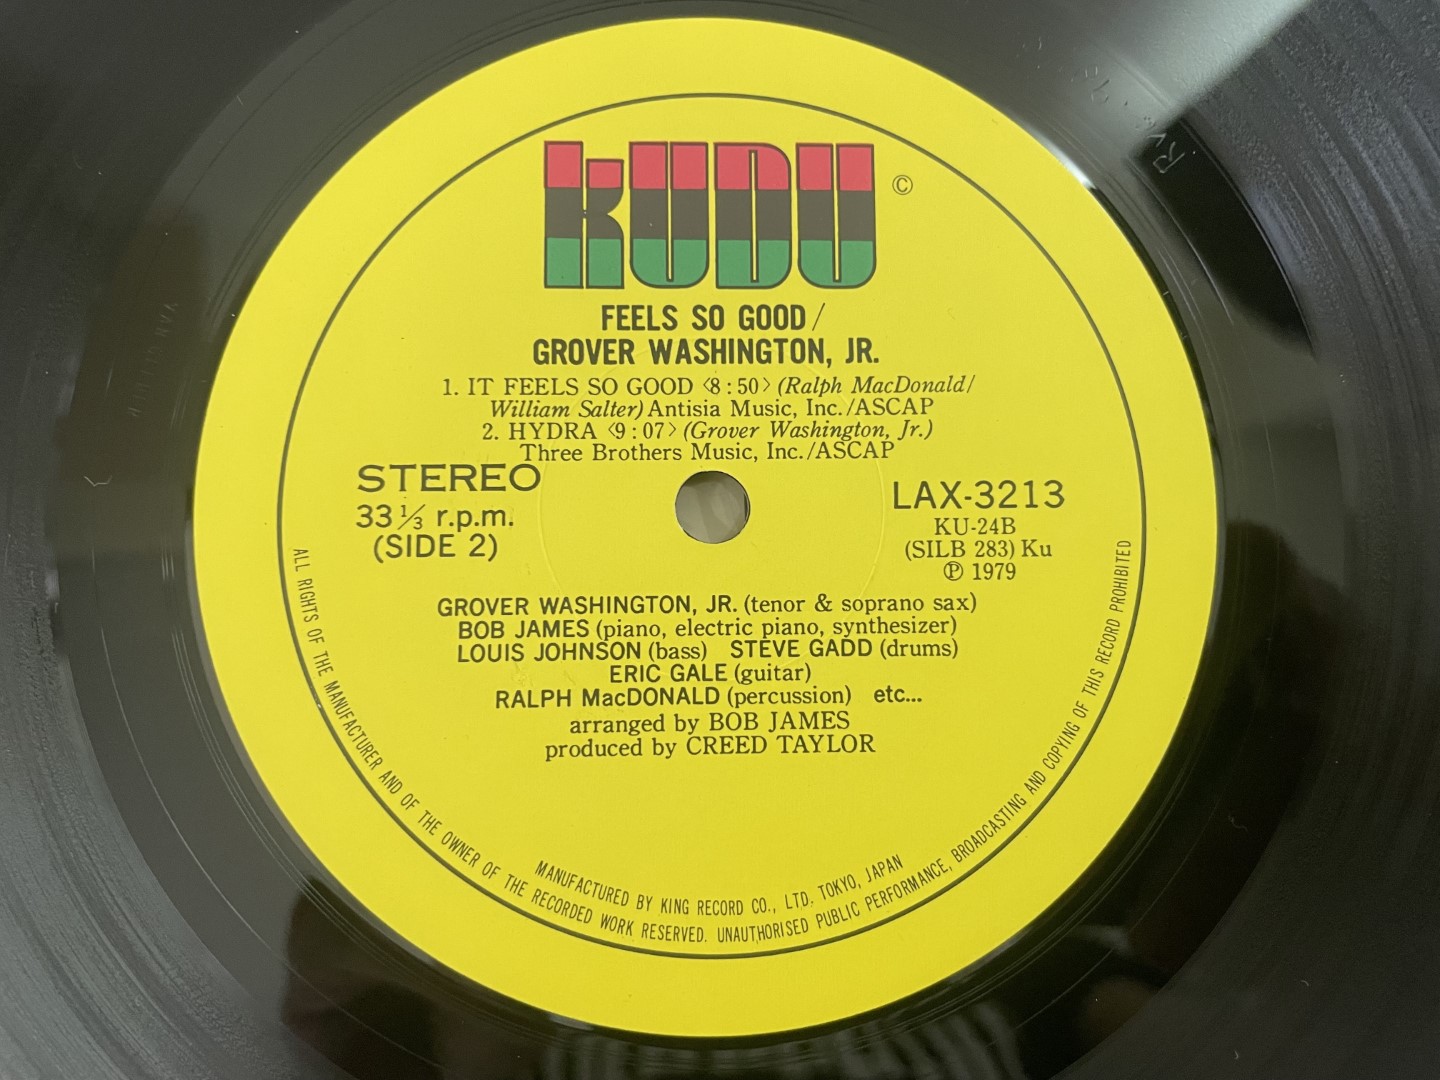 KUDU ©
FEELS SO GOOD/
GROVER WASHINGTON, JR.
1. IT FEELS SO GOOD 〈8:50〉 (Ralph MacDonald/
William Salter) Antisia Music, Inc./ASCAP
2. HYDRA 〈9:07〉 (Grover Washington, Jr.)
Three Brothers Music, Inc./ASCAP
STEREO
33⅓ r.p.m.
(SIDE 2)
LAX-3213
KU-24B
(SILB 283) Ku
Ⓟ 1979
GROVER WASHINGTON, JR. (tenor & soprano sax)
BOB JAMES (piano, electric piano, synthesizer)
LOUIS JOHNSON (bass) STEVE GADD (drums)
ERIC GALE (guitar)
RALPH MacDONALD (percussion) etc...
arranged by BOB JAMES
produced by CREED TAYLOR
MANUFACTURED BY KING RECORD CO., LTD. TOKYO, JAPAN
ALL RIGHTS OF THE MANUFACTURER AND OF THE OWNER OF THE RECORDED WORK RESERVED. UNAUTHORISED PUBLIC PERFORMANCE, BROADCASTING AND COPYING OF THIS RECORD PROHIBITED